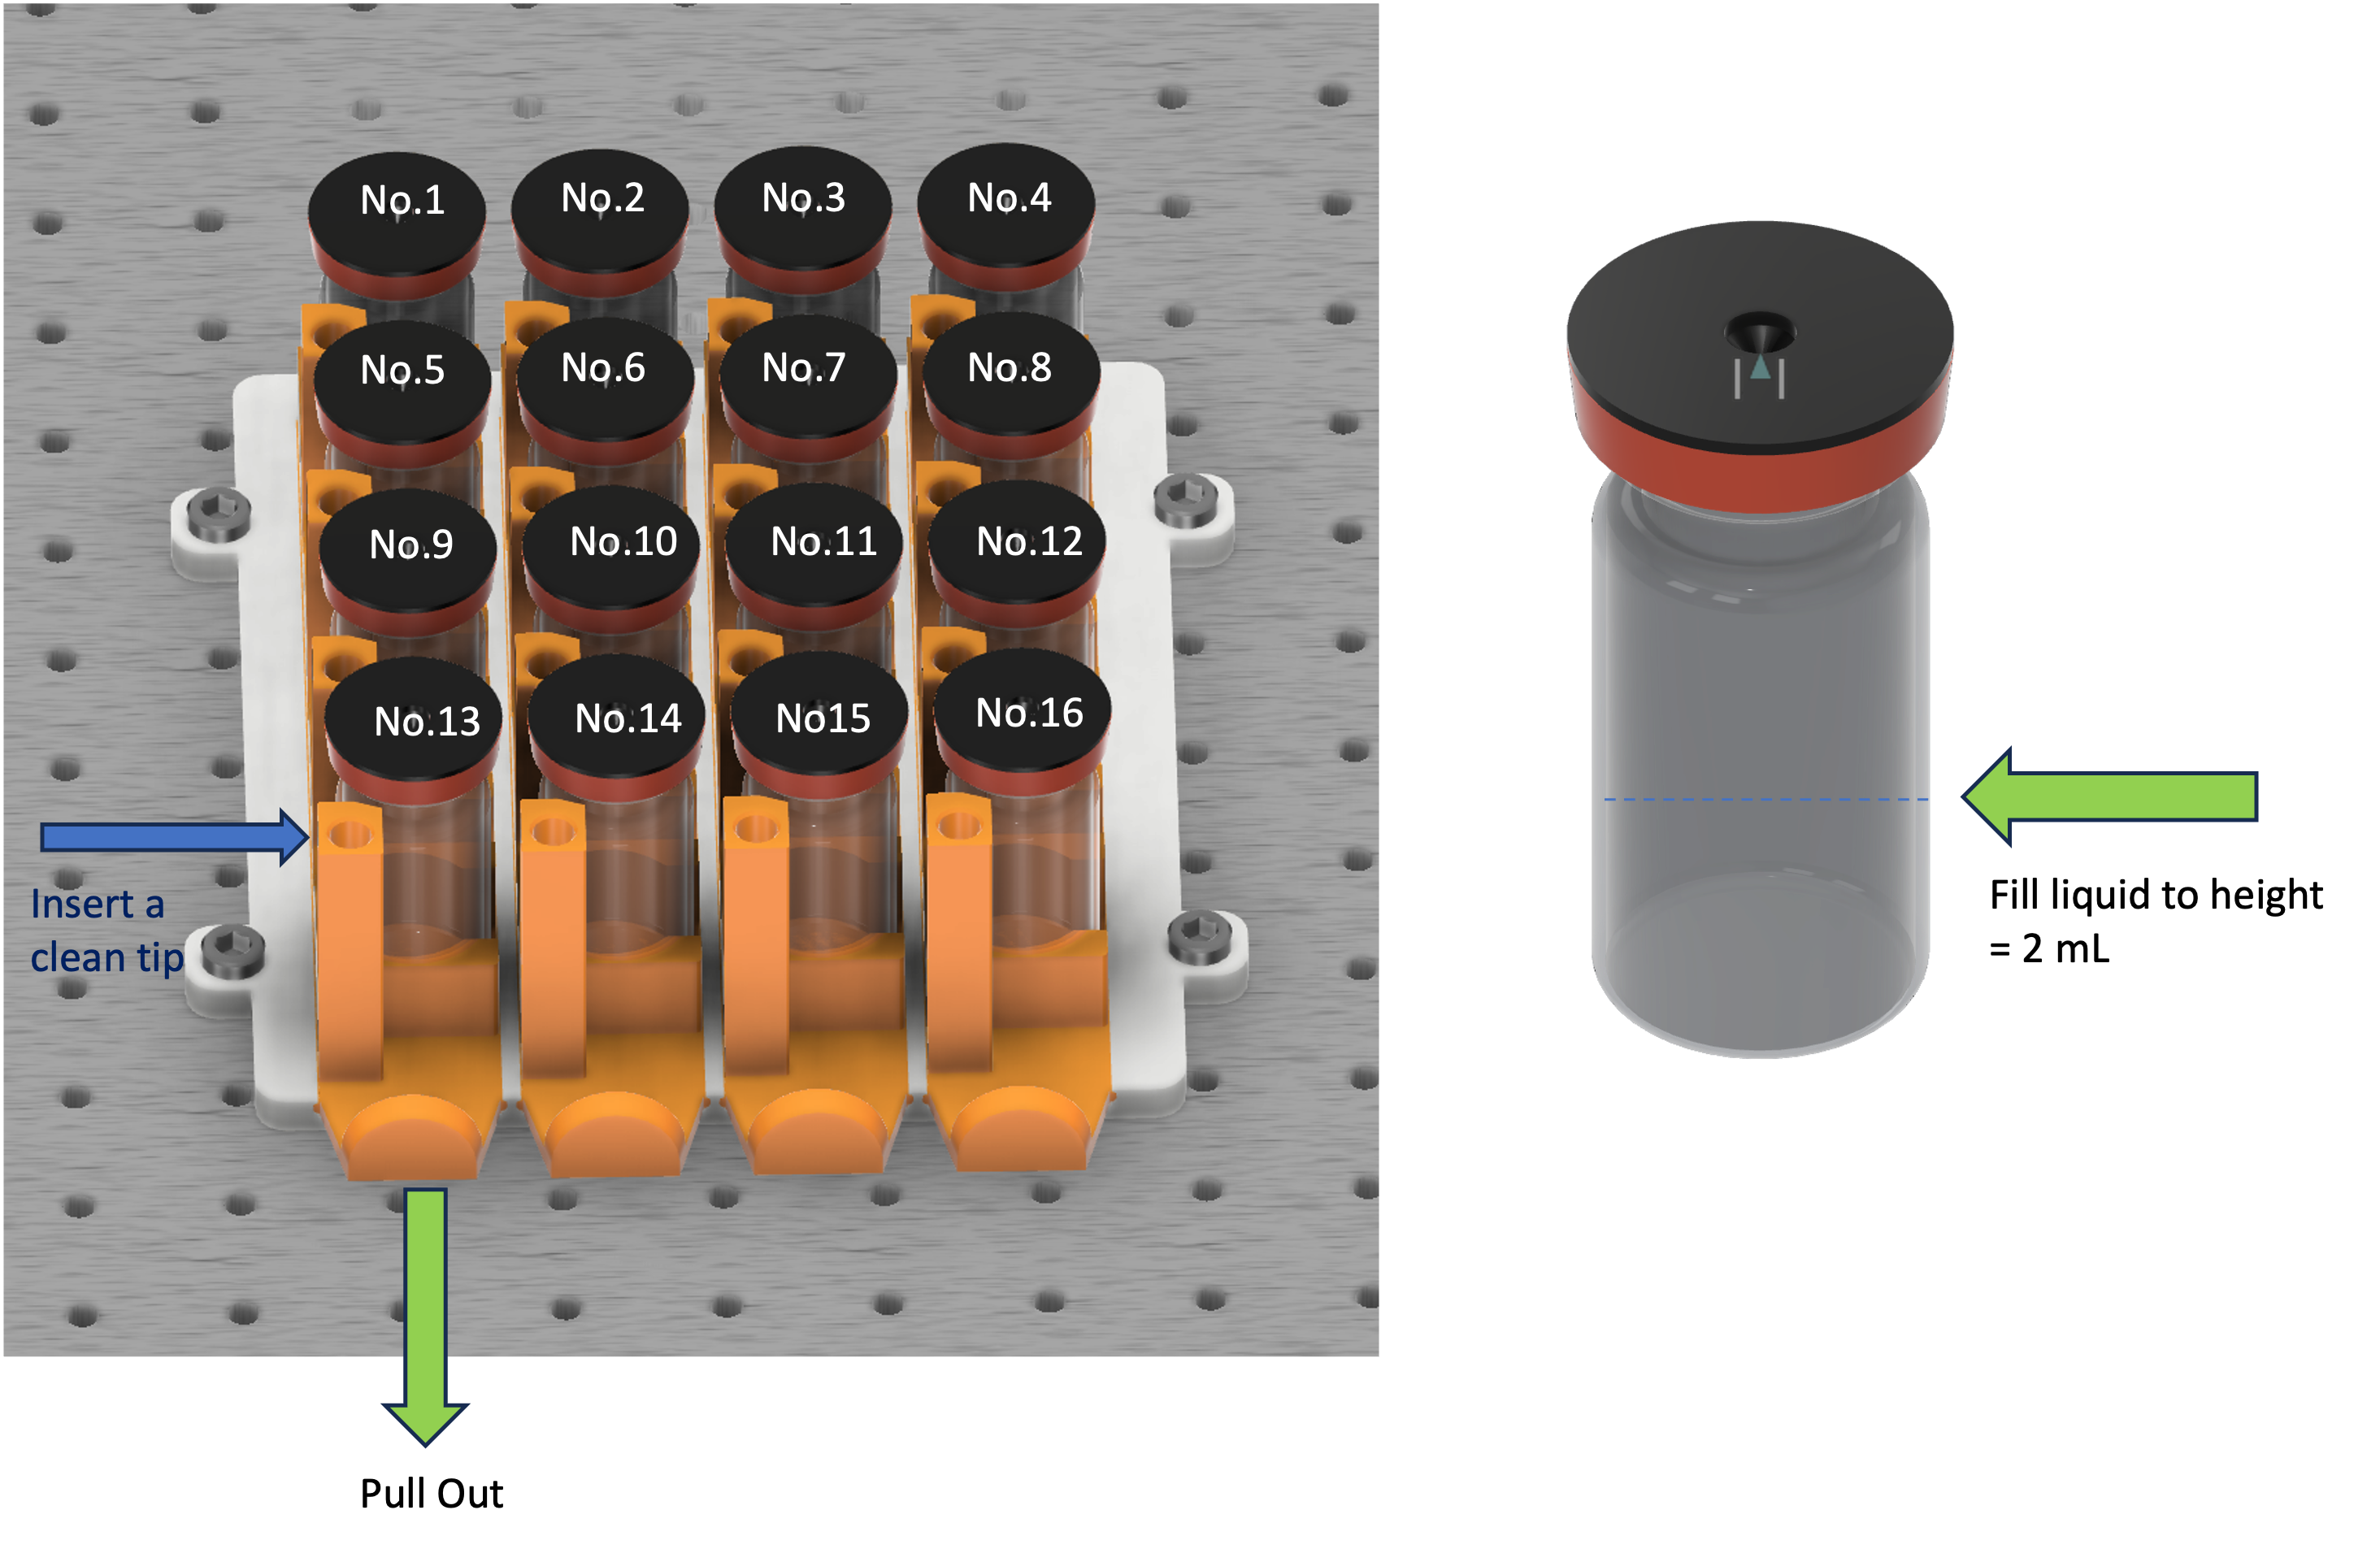 No.1
No.2
No.3
No.4
No.5
No.6
No.7
No.8
No.9
No.10
No.11
No.12
No.13
No.14
No15
No.16
Insert a
clean tip
Pull Out
Fill liquid to height
= 2 mL